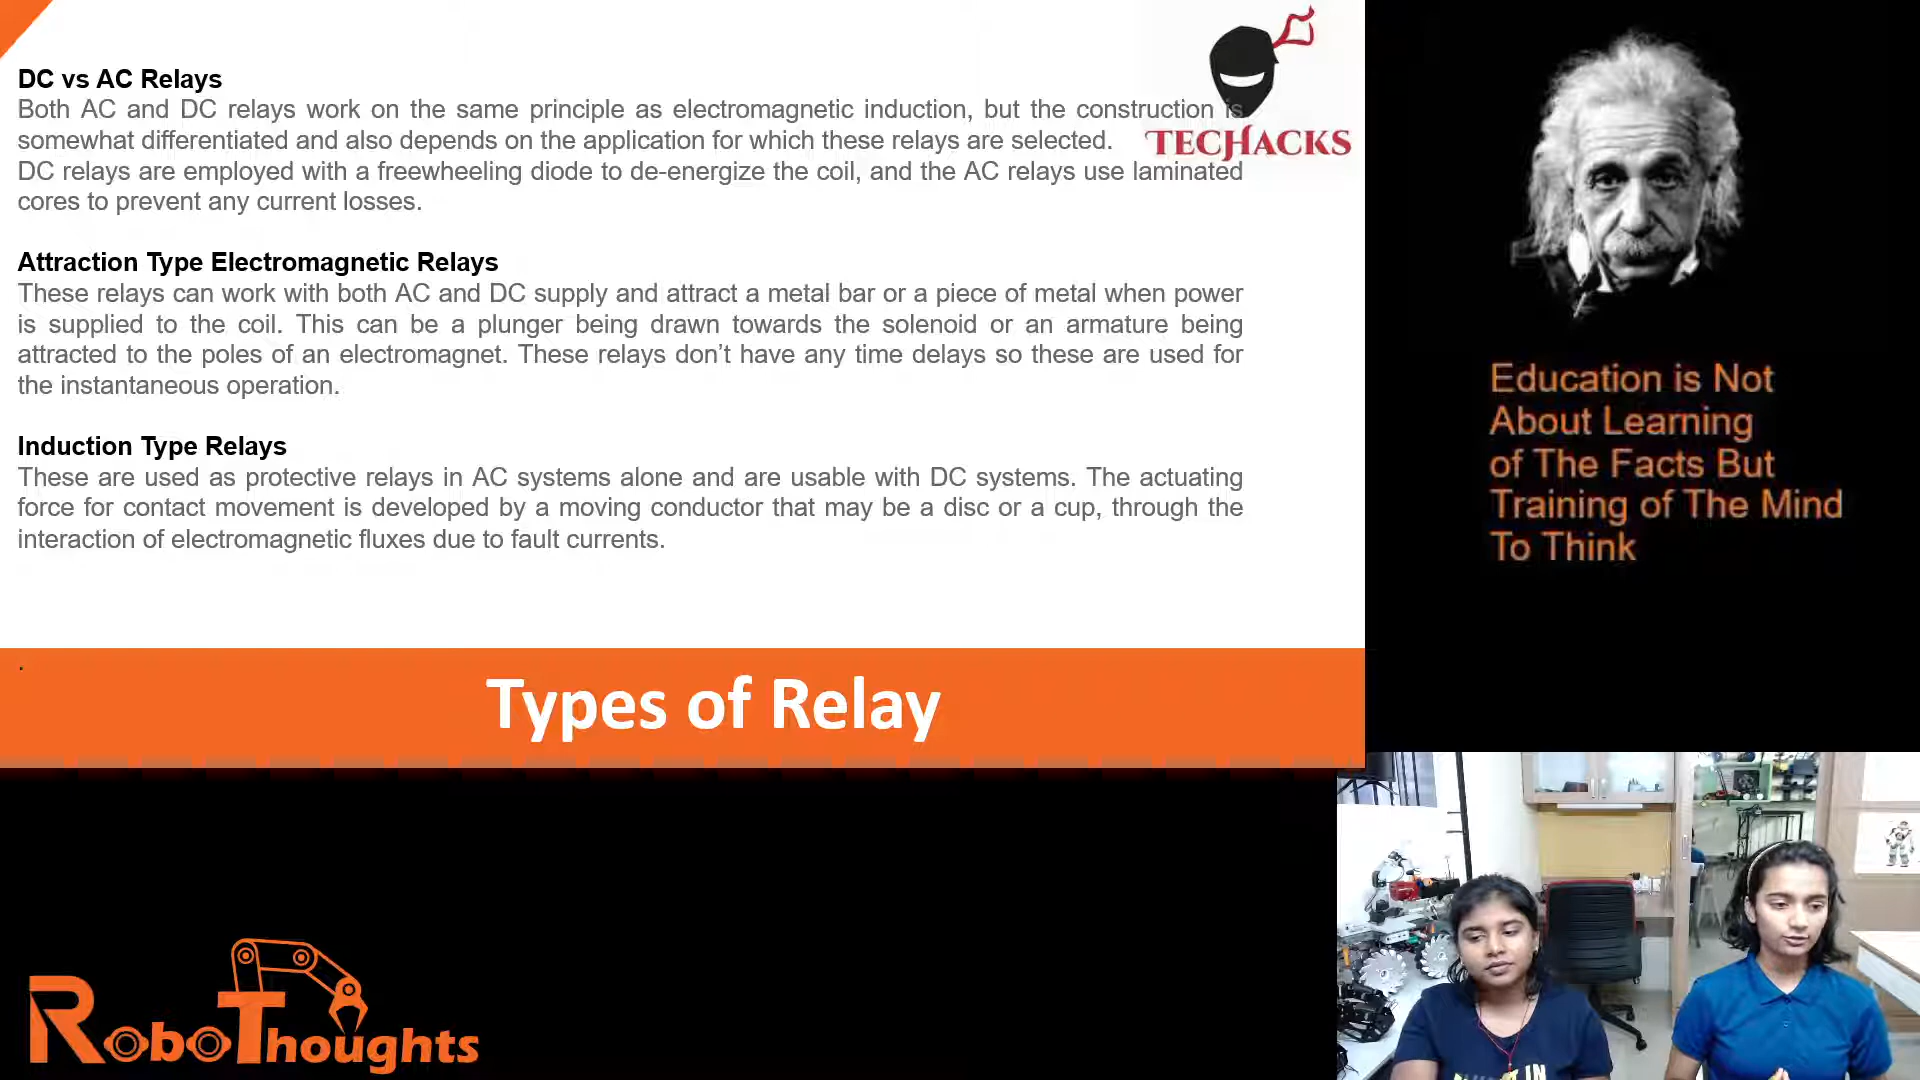 DC vs AC Relays
Both AC and DC relays work on the same principle as electromagnetic induction, but the construction is
somewhat differentiated and also depends on the application for which these relays are selected.
DC relays are employed with a freewheeling diode to de-energize the coil, and the AC relays use laminated
cores to prevent any current losses.
Attraction Type Electromagnetic Relays
These relays can work with both AC and DC supply and attract a metal bar or a piece of metal when power
is supplied to the coil. This can be a plunger being drawn towards the solenoid or an armature being
attracted to the poles of an electromagnet. These relays don’t have any time delays so these are used for
the instantaneous operation.
Induction Type Relays
These are used as protective relays in AC systems alone and are usable with DC systems. The actuating
force for contact movement is developed by a moving conductor that may be a disc or a cup, through the
interaction of electromagnetic fluxes due to fault currents.
.
Types of Relay
TECHACKS
Education is Not
About Learning
of The Facts But
Training of The Mind
To Think
RoboThoughts